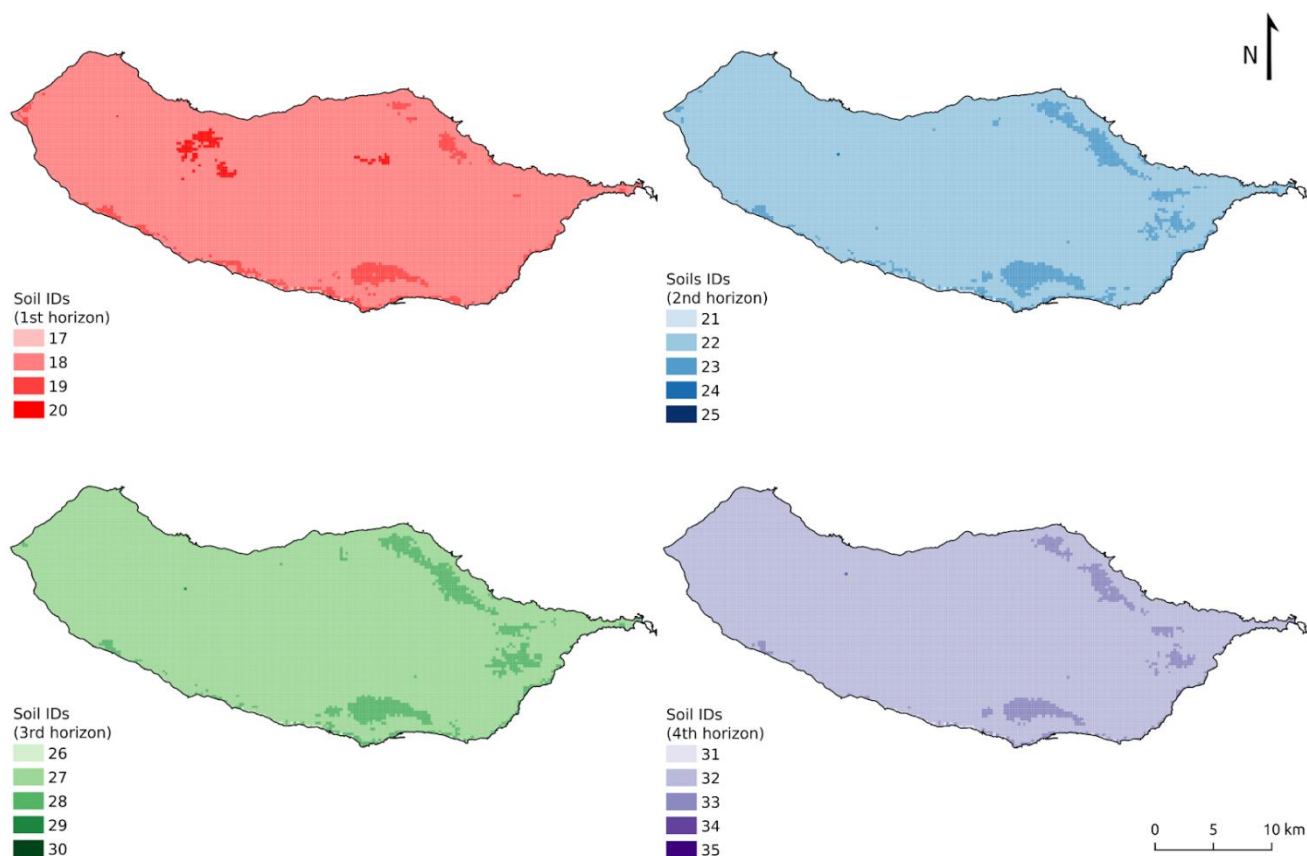 N
Soil IDs
(1st horizon)
17
18
19
20
Soils IDs
(2nd horizon)
21
22
23
24
25
Soil IDs
(3rd horizon)
26
27
28
29
30
Soil IDs
(4th horizon)
31
32
33
34
35
0 5 10 km